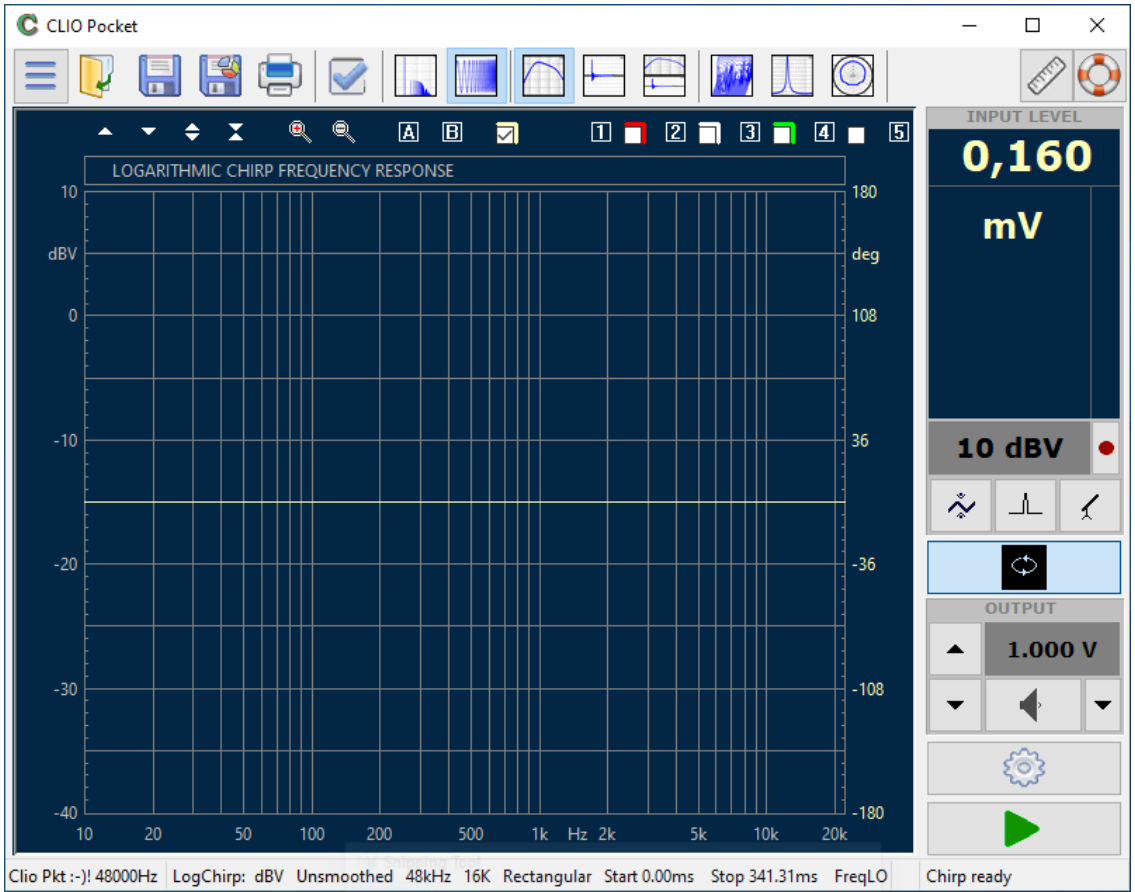 CLIO Pocket
A B 1 2 3 4 5
INPUT LEVEL
0,160
mV
LOGARITHMIC CHIRP FREQUENCY RESPONSE
10 180
dBV deg
0 108
-10 36
-20 -36
-30 -108
-40 -180
10 20 50 100 200 500 1k Hz 2k 5k 10k 20k
10 dBV
OUTPUT
1.000 V
Snipping Tool
Clio Pkt :-)! 48000Hz LogChirp: dBV Unsmoothed 48kHz 16K Rectangular Start 0.00ms Stop 341.31ms FreqLO Chirp ready